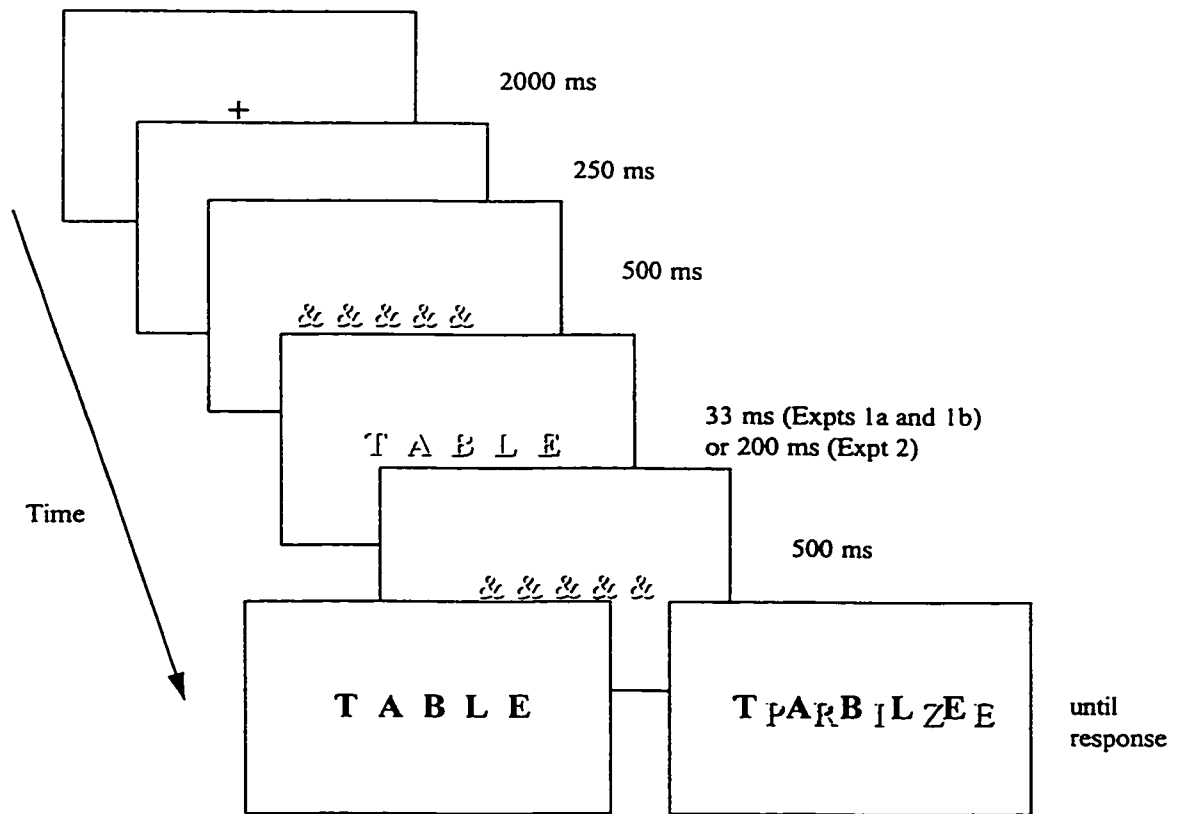 2000 ms
+
250 ms
500 ms
& & & & &
33 ms (Expts 1a and 1b)
or 200 ms (Expt 2)
T A B L E
Time
500 ms
& & & & &
T A B L E
T P A R B I L Z E E
until
response